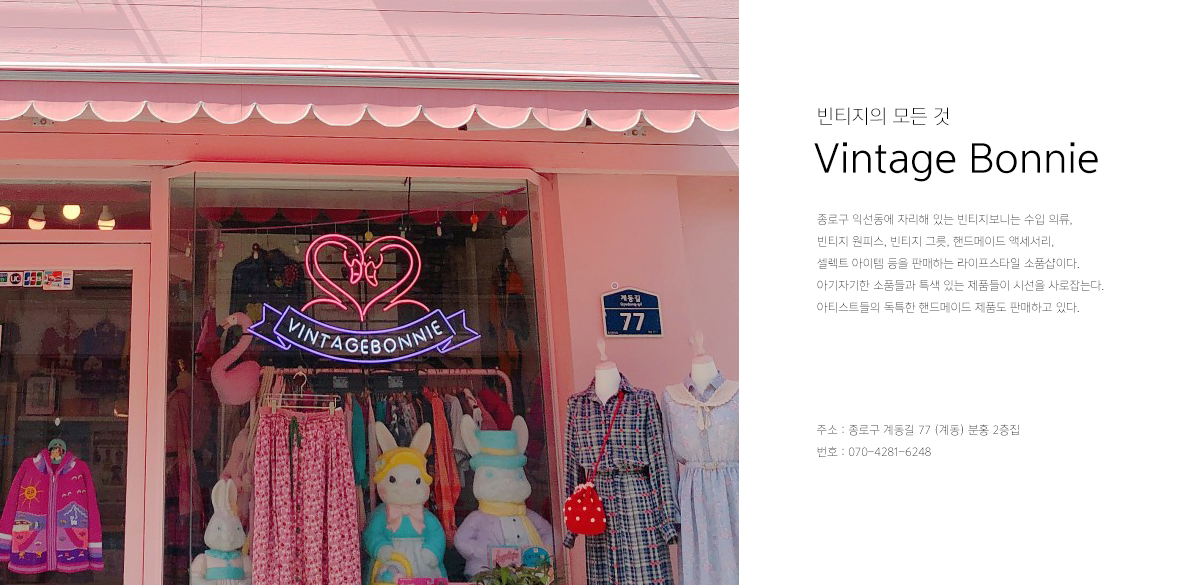 VINTAGEBONNIE
계동길
77
빈티지의 모든 것
Vintage Bonnie
종로구 익선동에 자리해 있는 빈티지보니는 수입 의류,
빈티지 원피스, 빈티지 그릇, 핸드메이드 액세서리,
셀렉트 아이템 등을 판매하는 라이프스타일 소품샵이다.
아기자기한 소품들과 특색 있는 제품들이 시선을 사로잡는다.
아티스트들의 독특한 핸드메이드 제품도 판매하고 있다.
주소 : 종로구 계동길 77 (계동) 분홍 2층집
번호 : 070-4281-6248